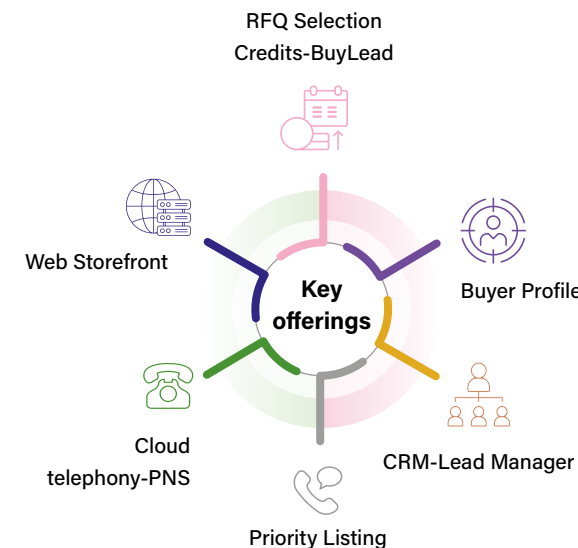 RFQ Selection
Credits-BuyLead
Web Storefront
Buyer Profile
Key
offerings
Cloud
telephony-PNS
CRM-Lead Manager
Priority Listing